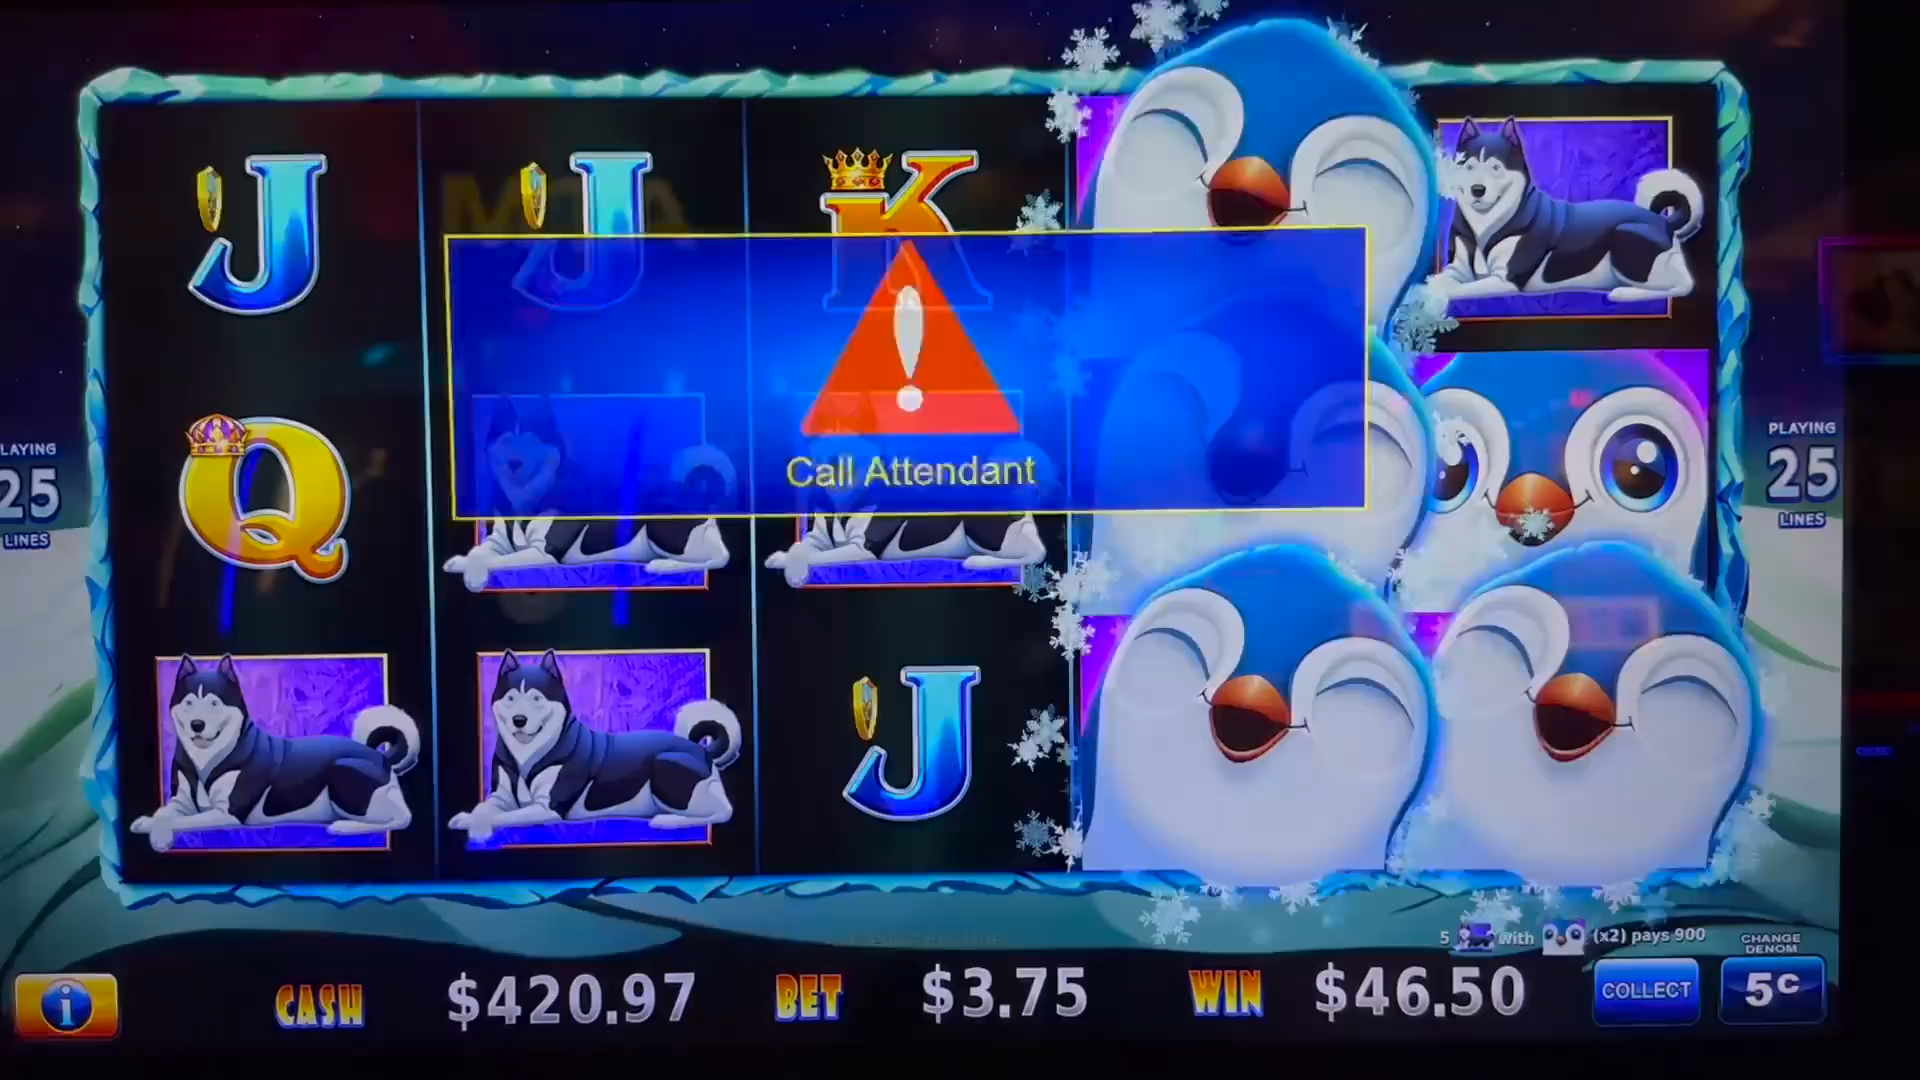 J
J
K
Call Attendant
PLAYING
25
LINES
Q
J
LAYING
25
LINES
5 with (x2) pays 900
CHANGE
DENOM
i
CASH $420.97 BET $3.75 WIN $46.50 COLLECT 5¢